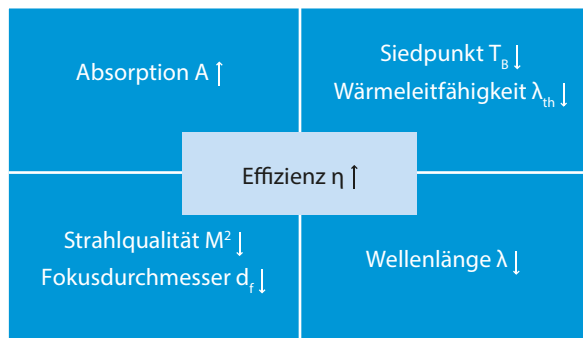 Absorption A ↑
Siedpunkt T_B ↓
Wärmeleitfähigkeit λ_th ↓
Effizienz η ↑
Strahlqualität M² ↓
Fokusdurchmesser d_f ↓
Wellenlänge λ ↓